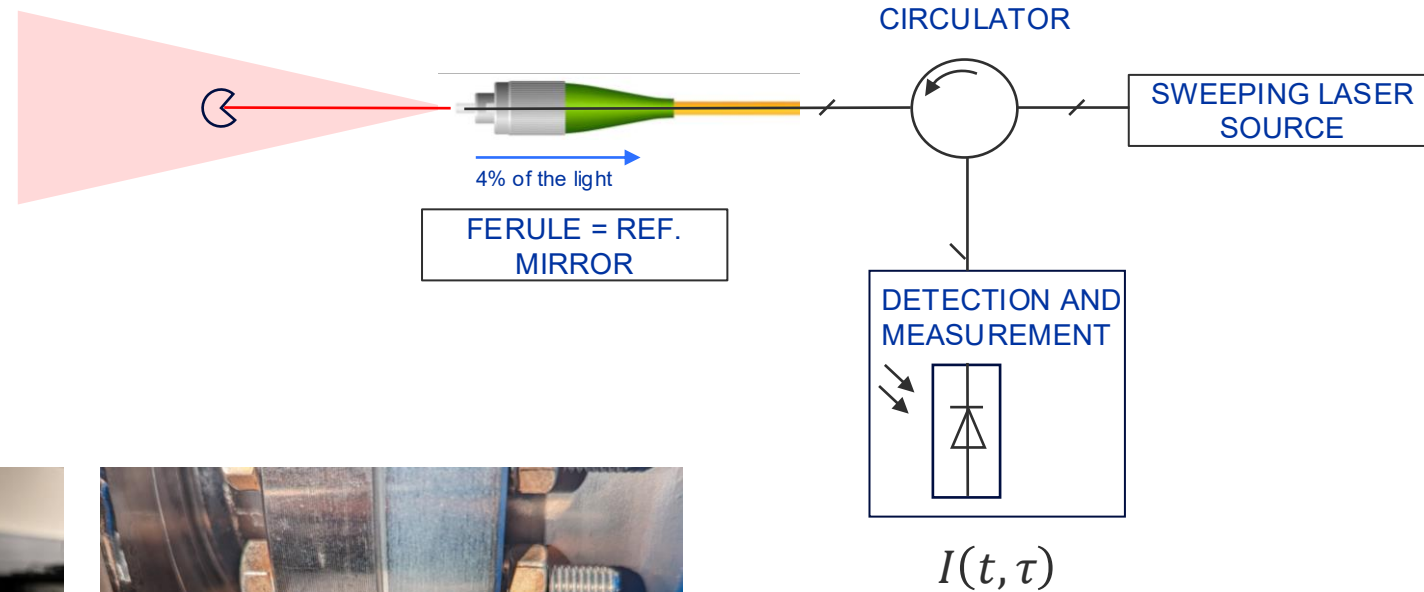 CIRCULATOR
SWEEPING LASER
SOURCE
4% of the light
FERULE = REF.
MIRROR
DETECTION AND
MEASUREMENT
I(t, τ)